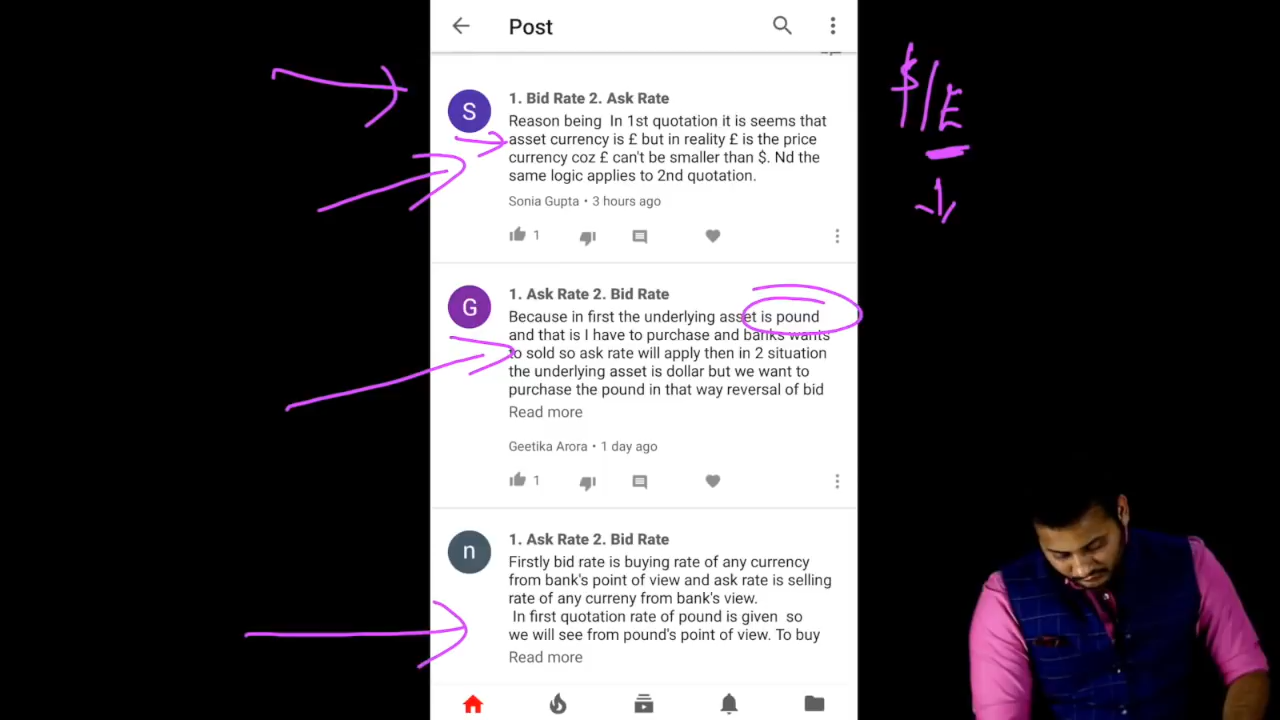 Post
1. Bid Rate 2. Ask Rate
S
Reason being In 1st quotation it is seems that
asset currency is £ but in reality £ is the price
currency coz £ can't be smaller than $. Nd the
same logic applies to 2nd quotation.
Sonia Gupta • 3 hours ago
1
$/£
1. Ask Rate 2. Bid Rate
G
Because in first the underlying asset is pound
and that is I have to purchase and banks wants
to sold so ask rate will apply then in 2 situation
the underlying asset is dollar but we want to
purchase the pound in that way reversal of bid
Read more
Geetika Arora • 1 day ago
1
1. Ask Rate 2. Bid Rate
n
Firstly bid rate is buying rate of any currency
from bank's point of view and ask rate is selling
rate of any curreny from bank's view.
In first quotation rate of pound is given so
we will see from pound's point of view. To buy
Read more